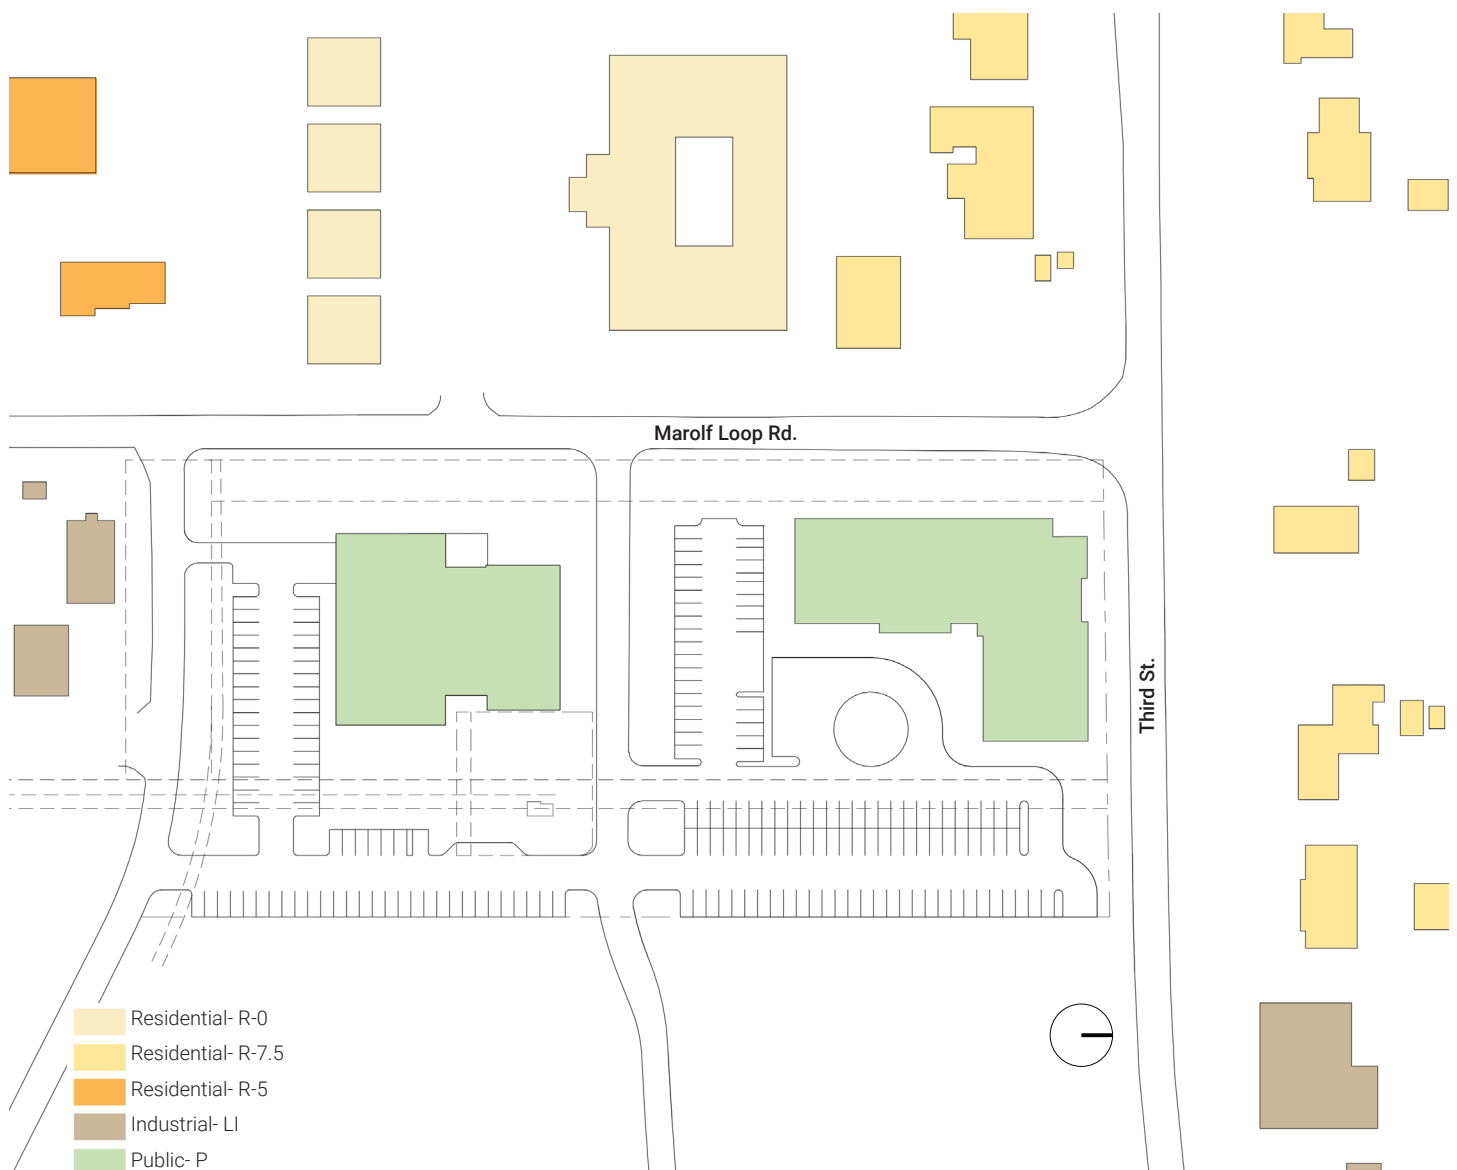 Marolf Loop Rd.
Third St.
Residential- R-0
Residential- R-7.5
Residential- R-5
Industrial- LI
Public- P